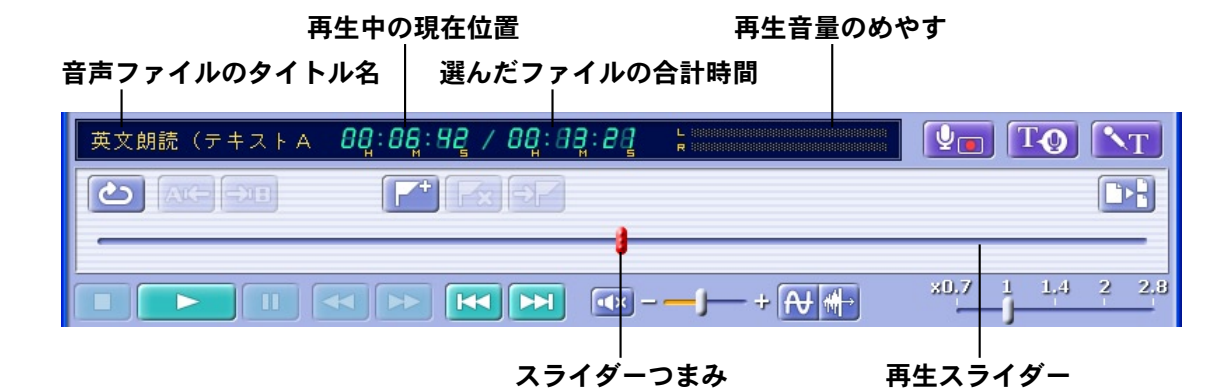 再生中の現在位置 再生音量のめやす
音声ファイルのタイトル名 選んだファイルの合計時間
英文朗読（テキストA 00:06:42 / 00:13:21 L
H M S H M S R
T T
A B
x0.7 1 1.4 2 2.8
スライダーつまみ 再生スライダー